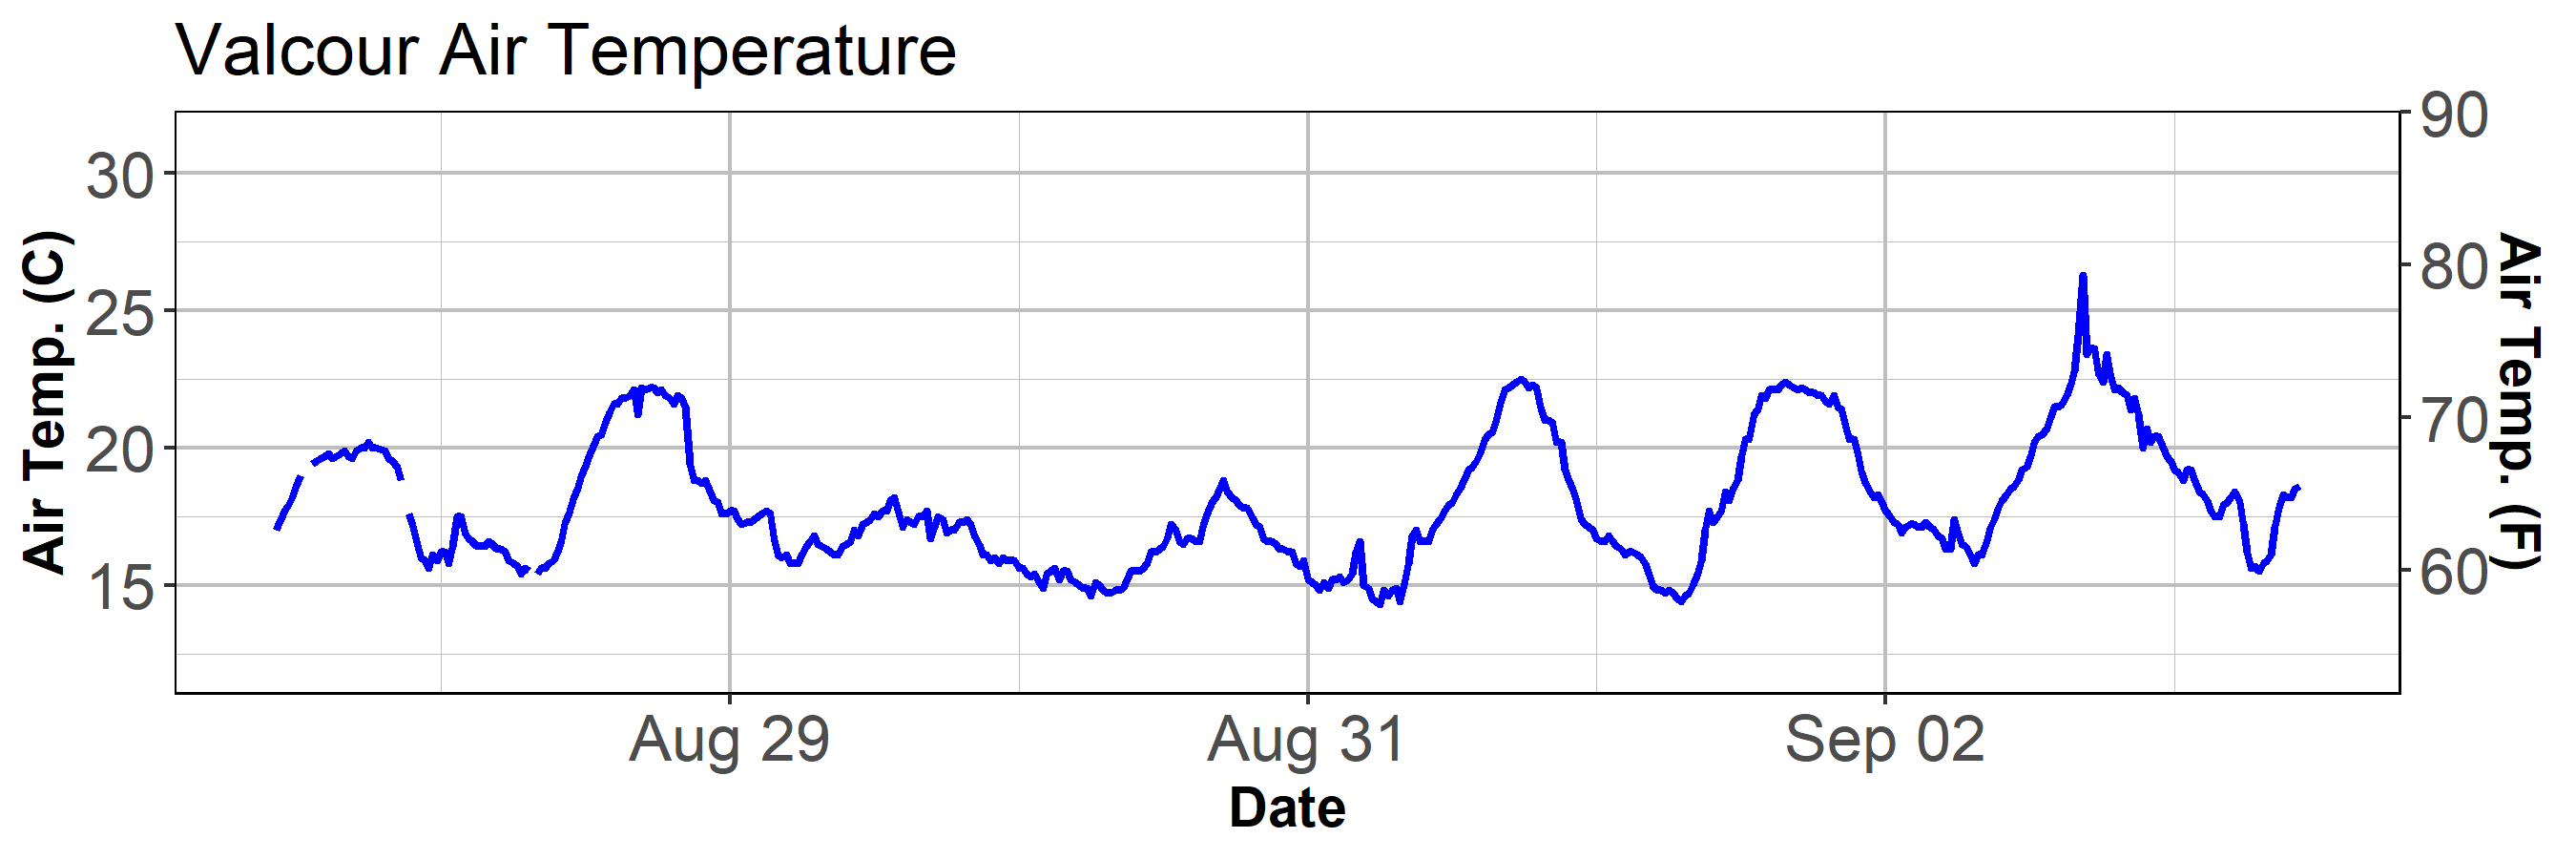 Valcour Air Temperature
Air Temp. (C)
30
25
20
15
90
80
70
60
Air Temp. (F)
Aug 29
Aug 31
Sep 02
Date